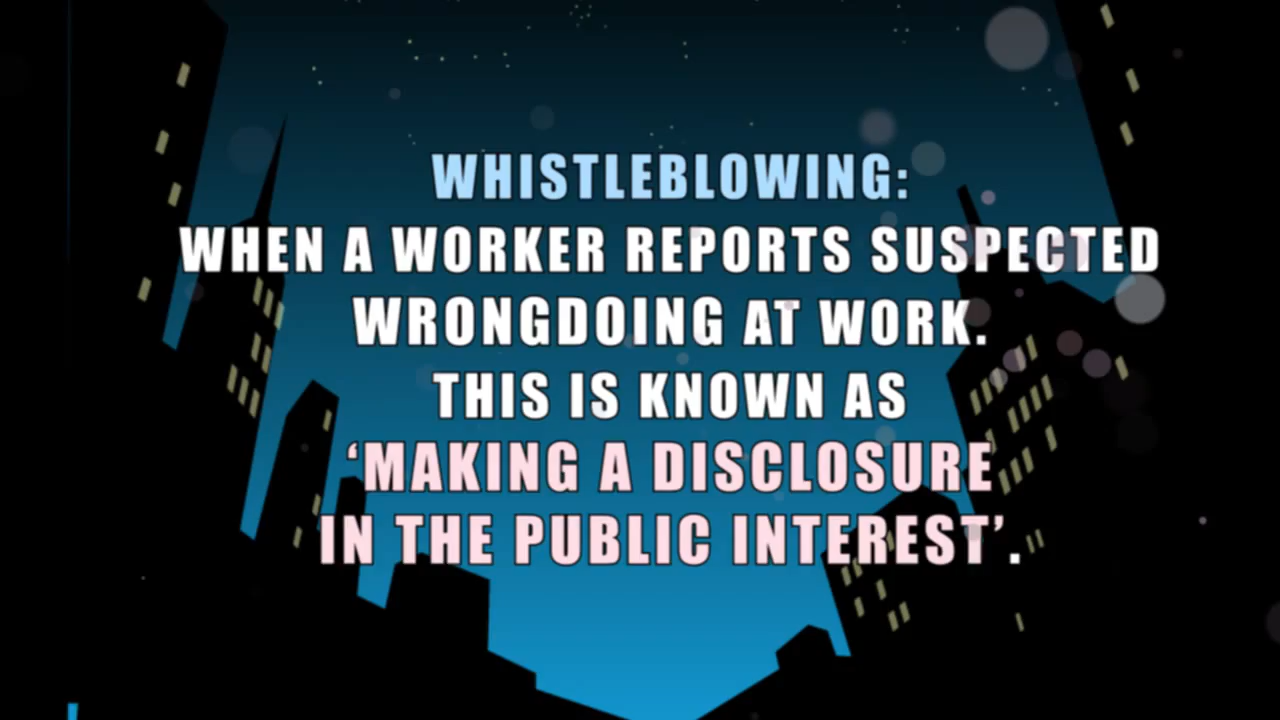 WHISTLEBLOWING:
WHEN A WORKER REPORTS SUSPECTED
WRONGDOING AT WORK.
THIS IS KNOWN AS
‘MAKING A DISCLOSURE
IN THE PUBLIC INTEREST’.